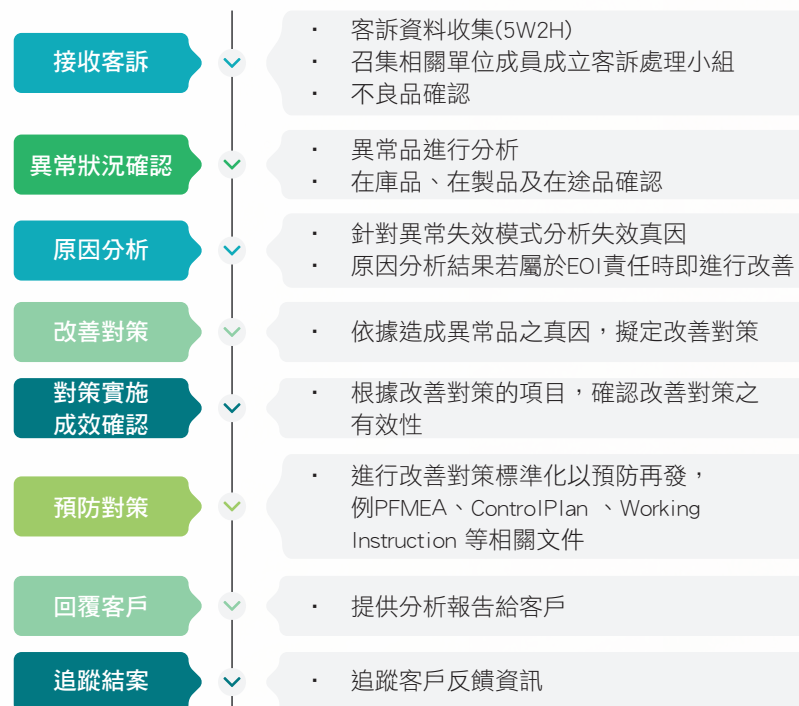 接收客訴
· 客訴資料收集(5W2H)
· 召集相關單位成員成立客訴處理小組
· 不良品確認
異常狀況確認
· 異常品進行分析
· 在庫品、在製品及在途品確認
原因分析
· 針對異常失效模式分析失效真因
· 原因分析結果若屬於EOI責任時即進行改善
改善對策
· 依據造成異常品之真因，擬定改善對策
對策實施
成效確認
· 根據改善對策的項目，確認改善對策之
有效性
預防對策
· 進行改善對策標準化以預防再發，
例PFMEA、ControlPlan 、Working
Instruction 等相關文件
回覆客戶
· 提供分析報告給客戶
追蹤結案
· 追蹤客戶反饋資訊